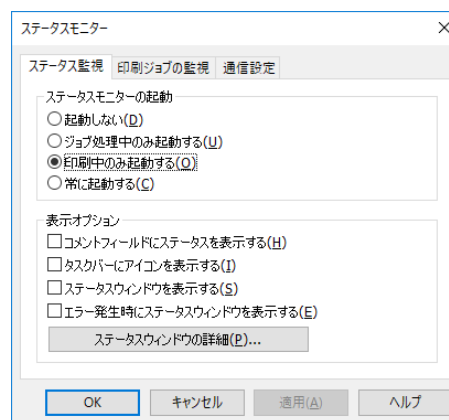 ステータスモニター
ステータス監視 印刷ジョブの監視 通信設定
ステータスモニターの起動
起動しない(D)
ジョブ処理中のみ起動する(U)
印刷中のみ起動する(O)
常に起動する(C)
表示オプション
コメントフィールドにステータスを表示する(H)
タスクバーにアイコンを表示する(I)
ステータスウィンドウを表示する(S)
エラー発生時にステータスウィンドウを表示する(E)
ステータスウィンドウの詳細(P)...
OK キャンセル 適用(A) ヘルプ